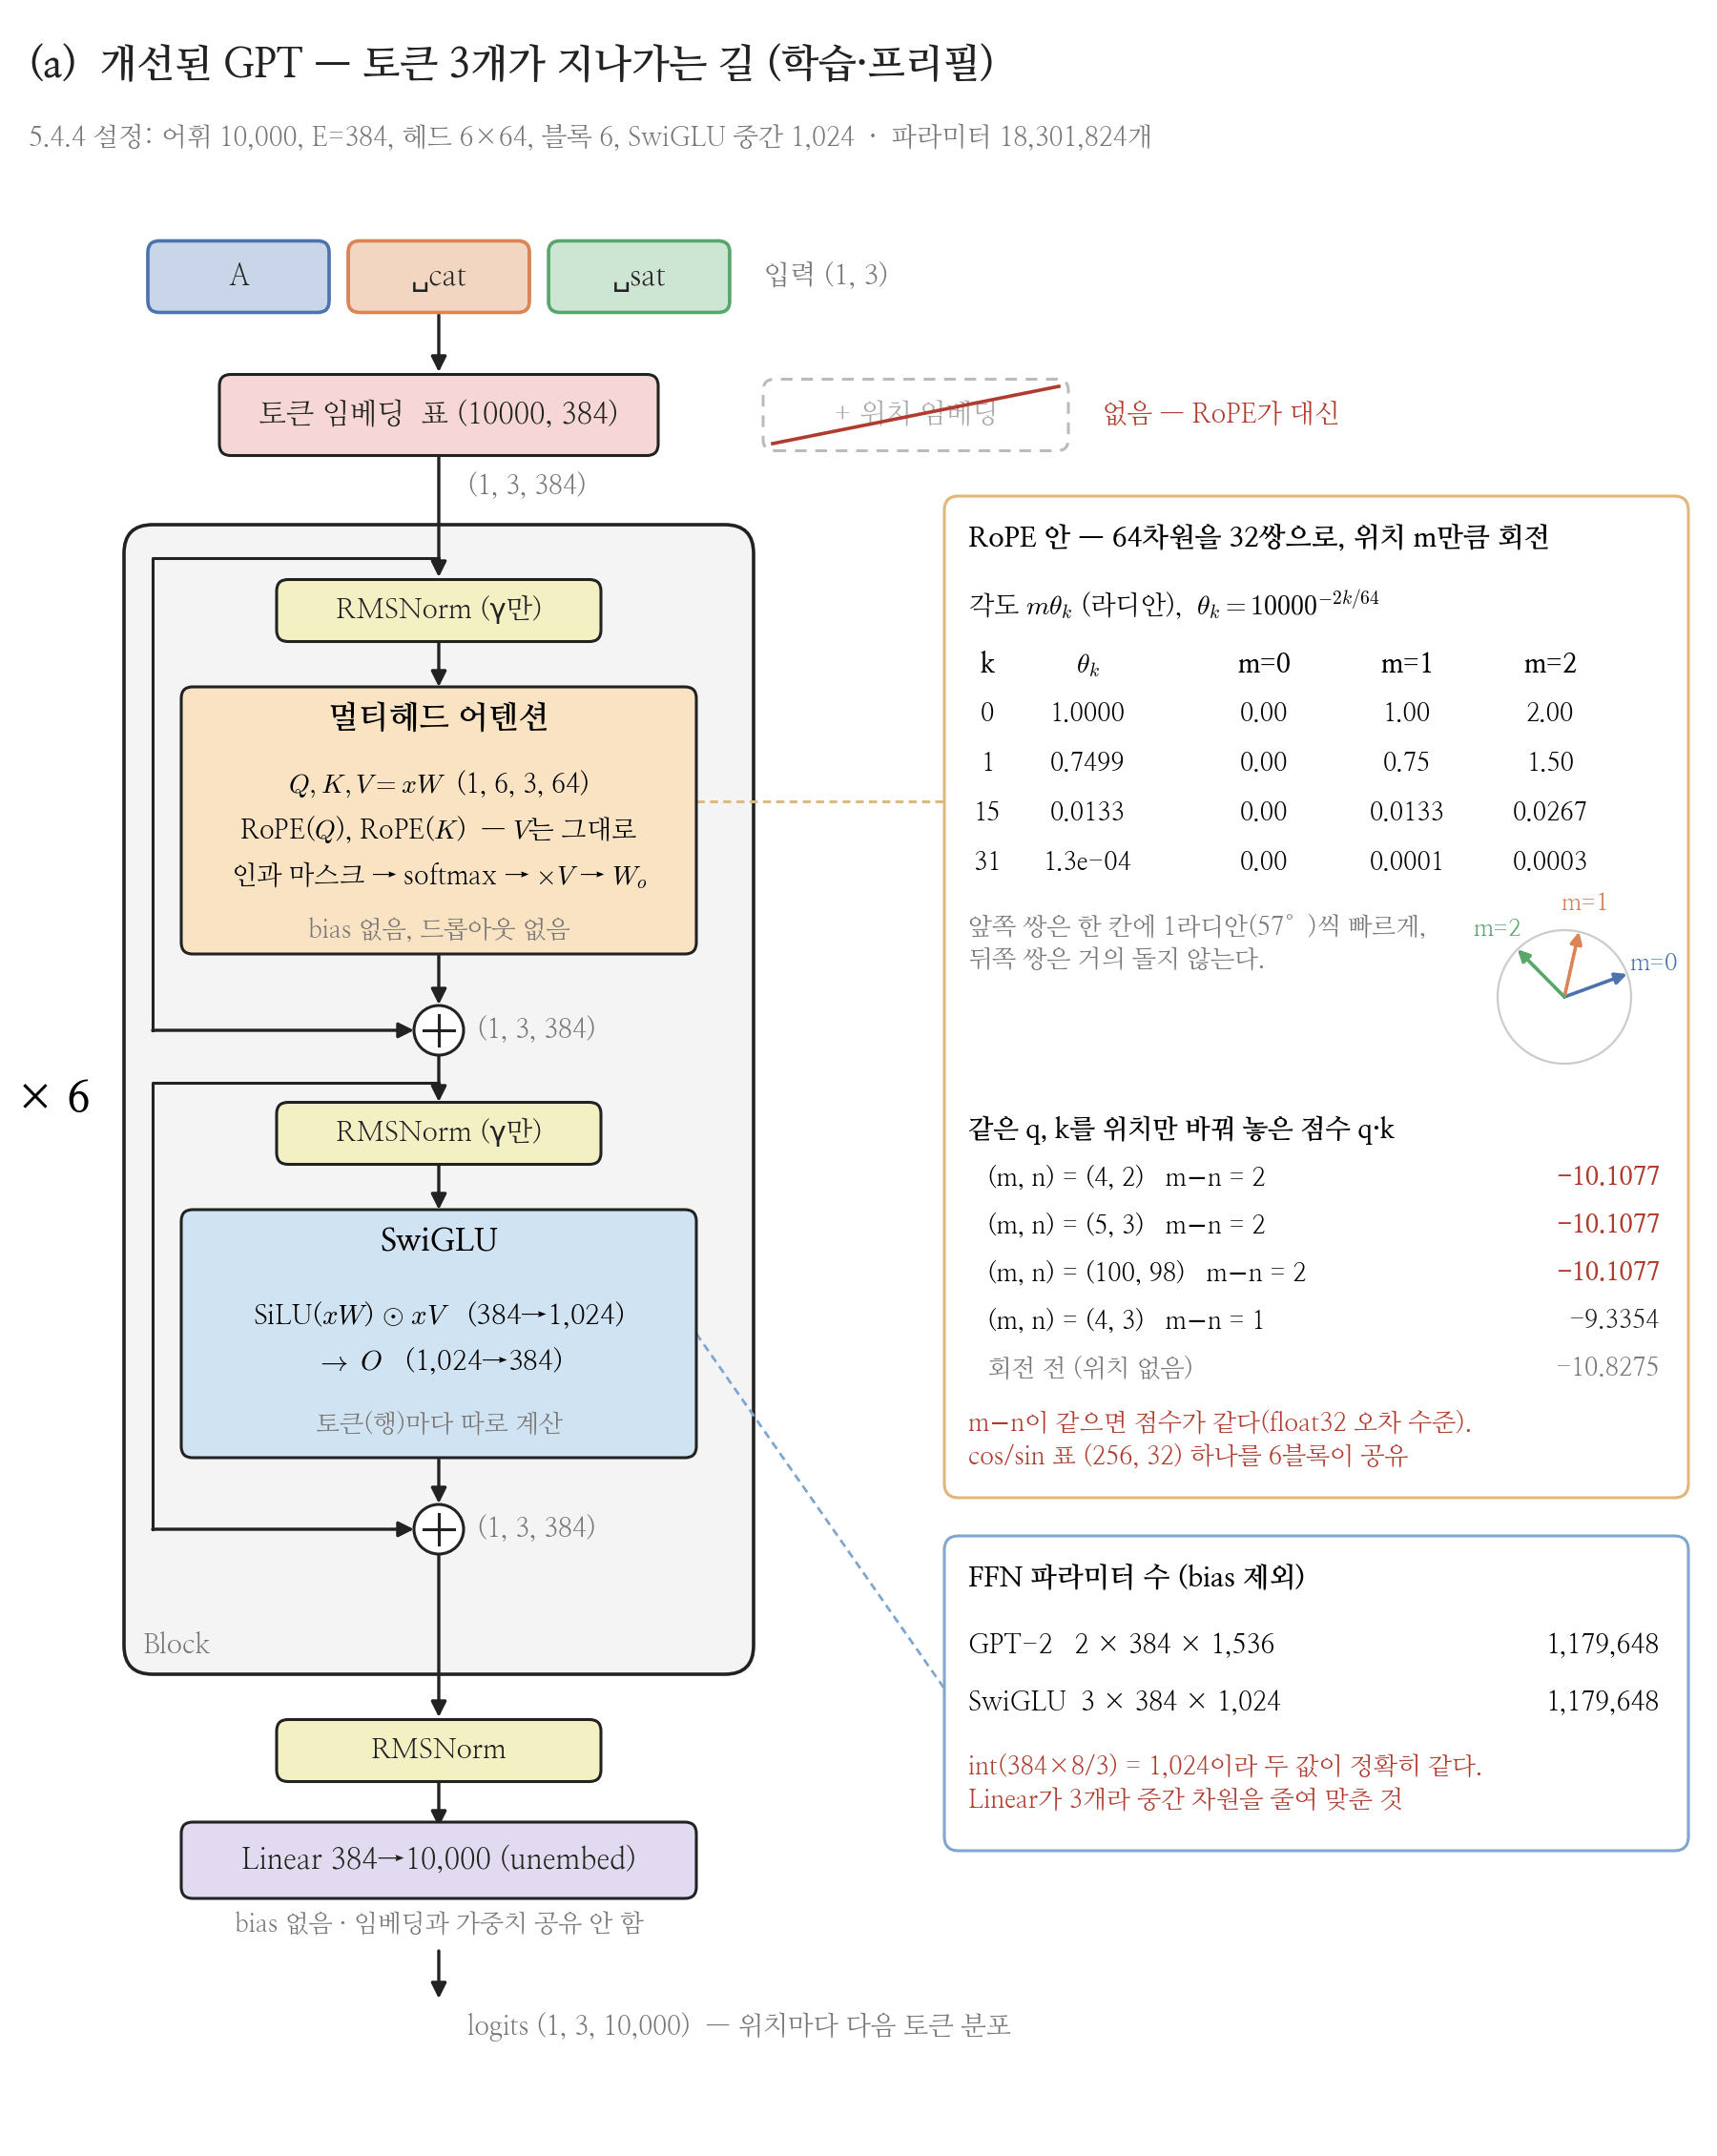 (a) 개선된 GPT — 토큰 3개가 지나가는 길 (학습·프리필)
5.4.4 설정: 어휘 10,000, E=384, 헤드 6×64, 블록 6, SwiGLU 중간 1,024 · 파라미터 18,301,824개
A
␣cat
␣sat
입력 (1, 3)
토큰 임베딩 표 (10000, 384)
+ 위치 임베딩
없음 — RoPE가 대신
(1, 3, 384)
RMSNorm (γ만)
멀티헤드 어텐션
Q, K, V = xW (1, 6, 3, 64)
RoPE(Q), RoPE(K) — V는 그대로
인과 마스크 → softmax → ×V → Wₒ
bias 없음, 드롭아웃 없음
(1, 3, 384)
× 6
RMSNorm (γ만)
SwiGLU
SiLU(xW) ⊙ xV (384→1,024)
→ O (1,024→384)
토큰(행)마다 따로 계산
(1, 3, 384)
Block
RMSNorm
Linear 384→10,000 (unembed)
bias 없음 · 임베딩과 가중치 공유 안 함
logits (1, 3, 10,000) — 위치마다 다음 토큰 분포
RoPE 안 — 64차원을 32쌍으로, 위치 m만큼 회전
각도 mθₖ (라디안), θₖ = 10000^(−2k/64)
k θₖ m=0 m=1 m=2
0 1.0000 0.00 1.00 2.00
1 0.7499 0.00 0.75 1.50
15 0.0133 0.00 0.0133 0.0267
31 1.3e−04 0.00 0.0001 0.0003
앞쪽 쌍은 한 칸에 1라디안(57°)씩 빠르게,
뒤쪽 쌍은 거의 돌지 않는다.
m=1
m=2
m=0
같은 q, k를 위치만 바꿔 놓은 점수 q·k
(m, n) = (4, 2) m−n = 2 −10.1077
(m, n) = (5, 3) m−n = 2 −10.1077
(m, n) = (100, 98) m−n = 2 −10.1077
(m, n) = (4, 3) m−n = 1 −9.3354
회전 전 (위치 없음) −10.8275
m−n이 같으면 점수가 같다(float32 오차 수준).
cos/sin 표 (256, 32) 하나를 6블록이 공유
FFN 파라미터 수 (bias 제외)
GPT−2 2 × 384 × 1,536 1,179,648
SwiGLU 3 × 384 × 1,024 1,179,648
int(384×8/3) = 1,024이라 두 값이 정확히 같다.
Linear가 3개라 중간 차원을 줄여 맞춘 것